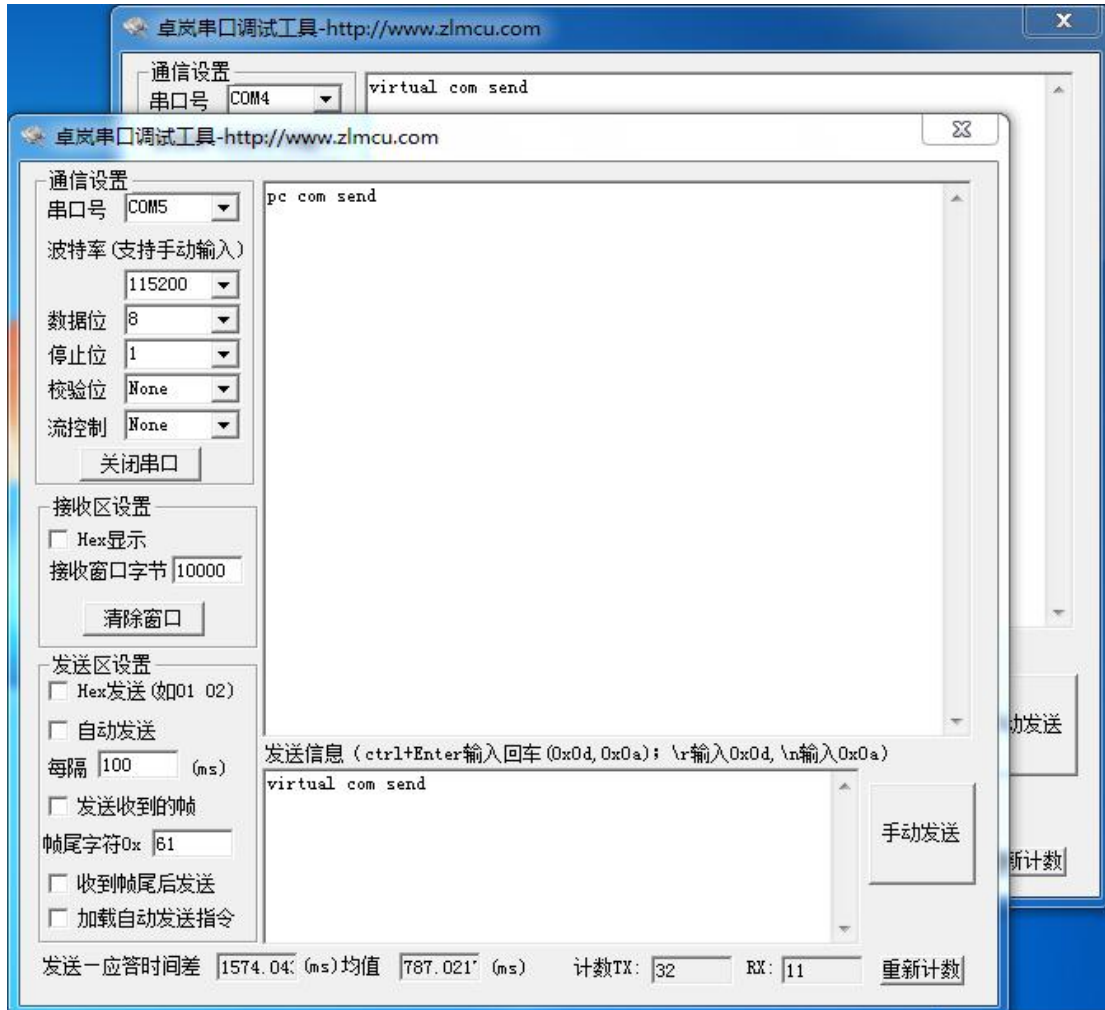 卓岚串口调试工具-http://www.zlmcu.com
通信设置
串口号 COM4
virtual com send
卓岚串口调试工具-http://www.zlmcu.com
通信设置
串口号 COM5
pc com send
波特率(支持手动输入)
115200
数据位 8
停止位 1
校验位 None
流控制 None
关闭串口
接收区设置
Hex显示
接收窗口字节 10000
清除窗口
发送区设置
Hex发送(如01 02)
自动发送
每隔 100 (ms)
发送收到的帧
帧尾字符0x 61
收到帧尾后发送
加载自动发送指令
发送信息(ctrl+Enter输入回车(0x0d,0x0a); \r输入0x0d,\n输入0x0a)
virtual com send
手动发送
动发送
新计数
发送一应答时间差 1574.04 (ms)均值 787.021 (ms) 计数TX: 32 RX: 11 重新计数